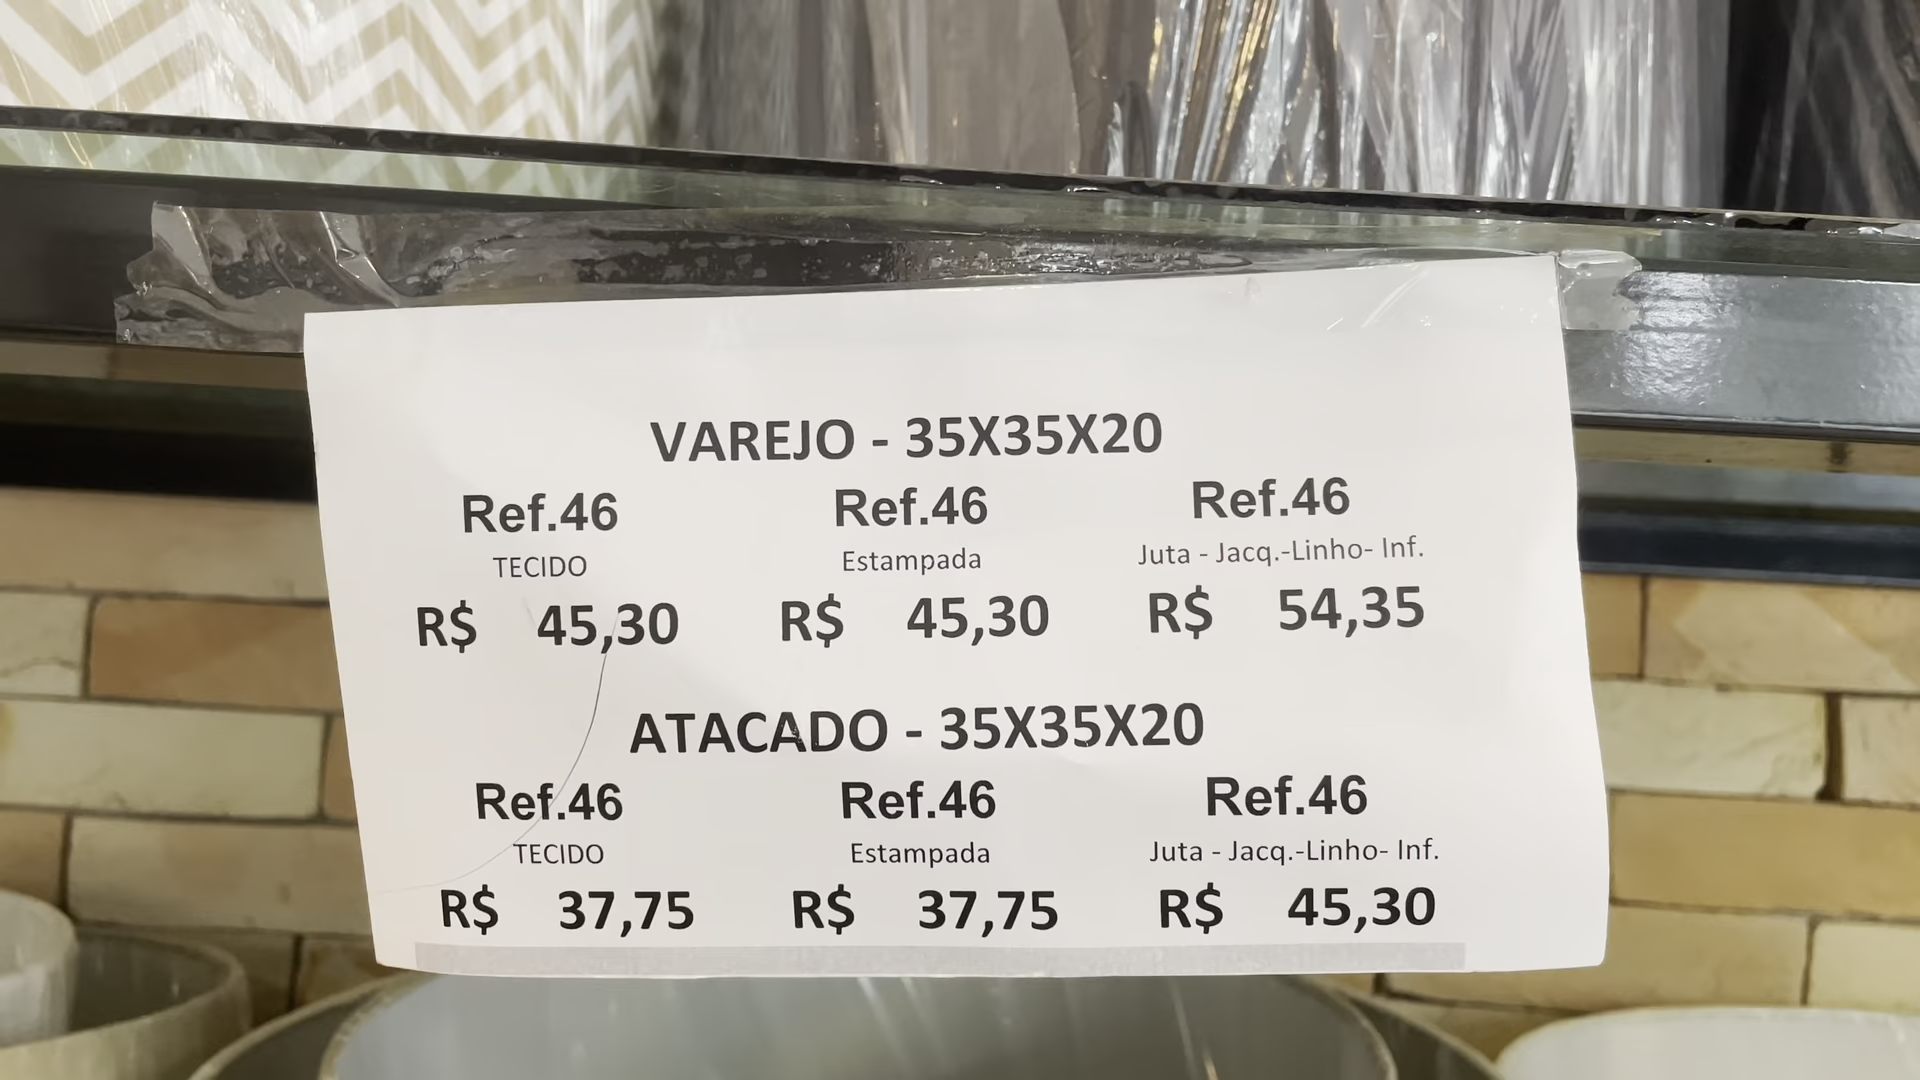 VAREJO - 35X35X20
Ref.46 Ref.46 Ref.46
TECIDO Estampada Juta - Jacq.-Linho- Inf.
R$ 45,30 R$ 45,30 R$ 54,35
ATACADO - 35X35X20
Ref.46 Ref.46 Ref.46
TECIDO Estampada Juta - Jacq.-Linho- Inf.
R$ 37,75 R$ 37,75 R$ 45,30